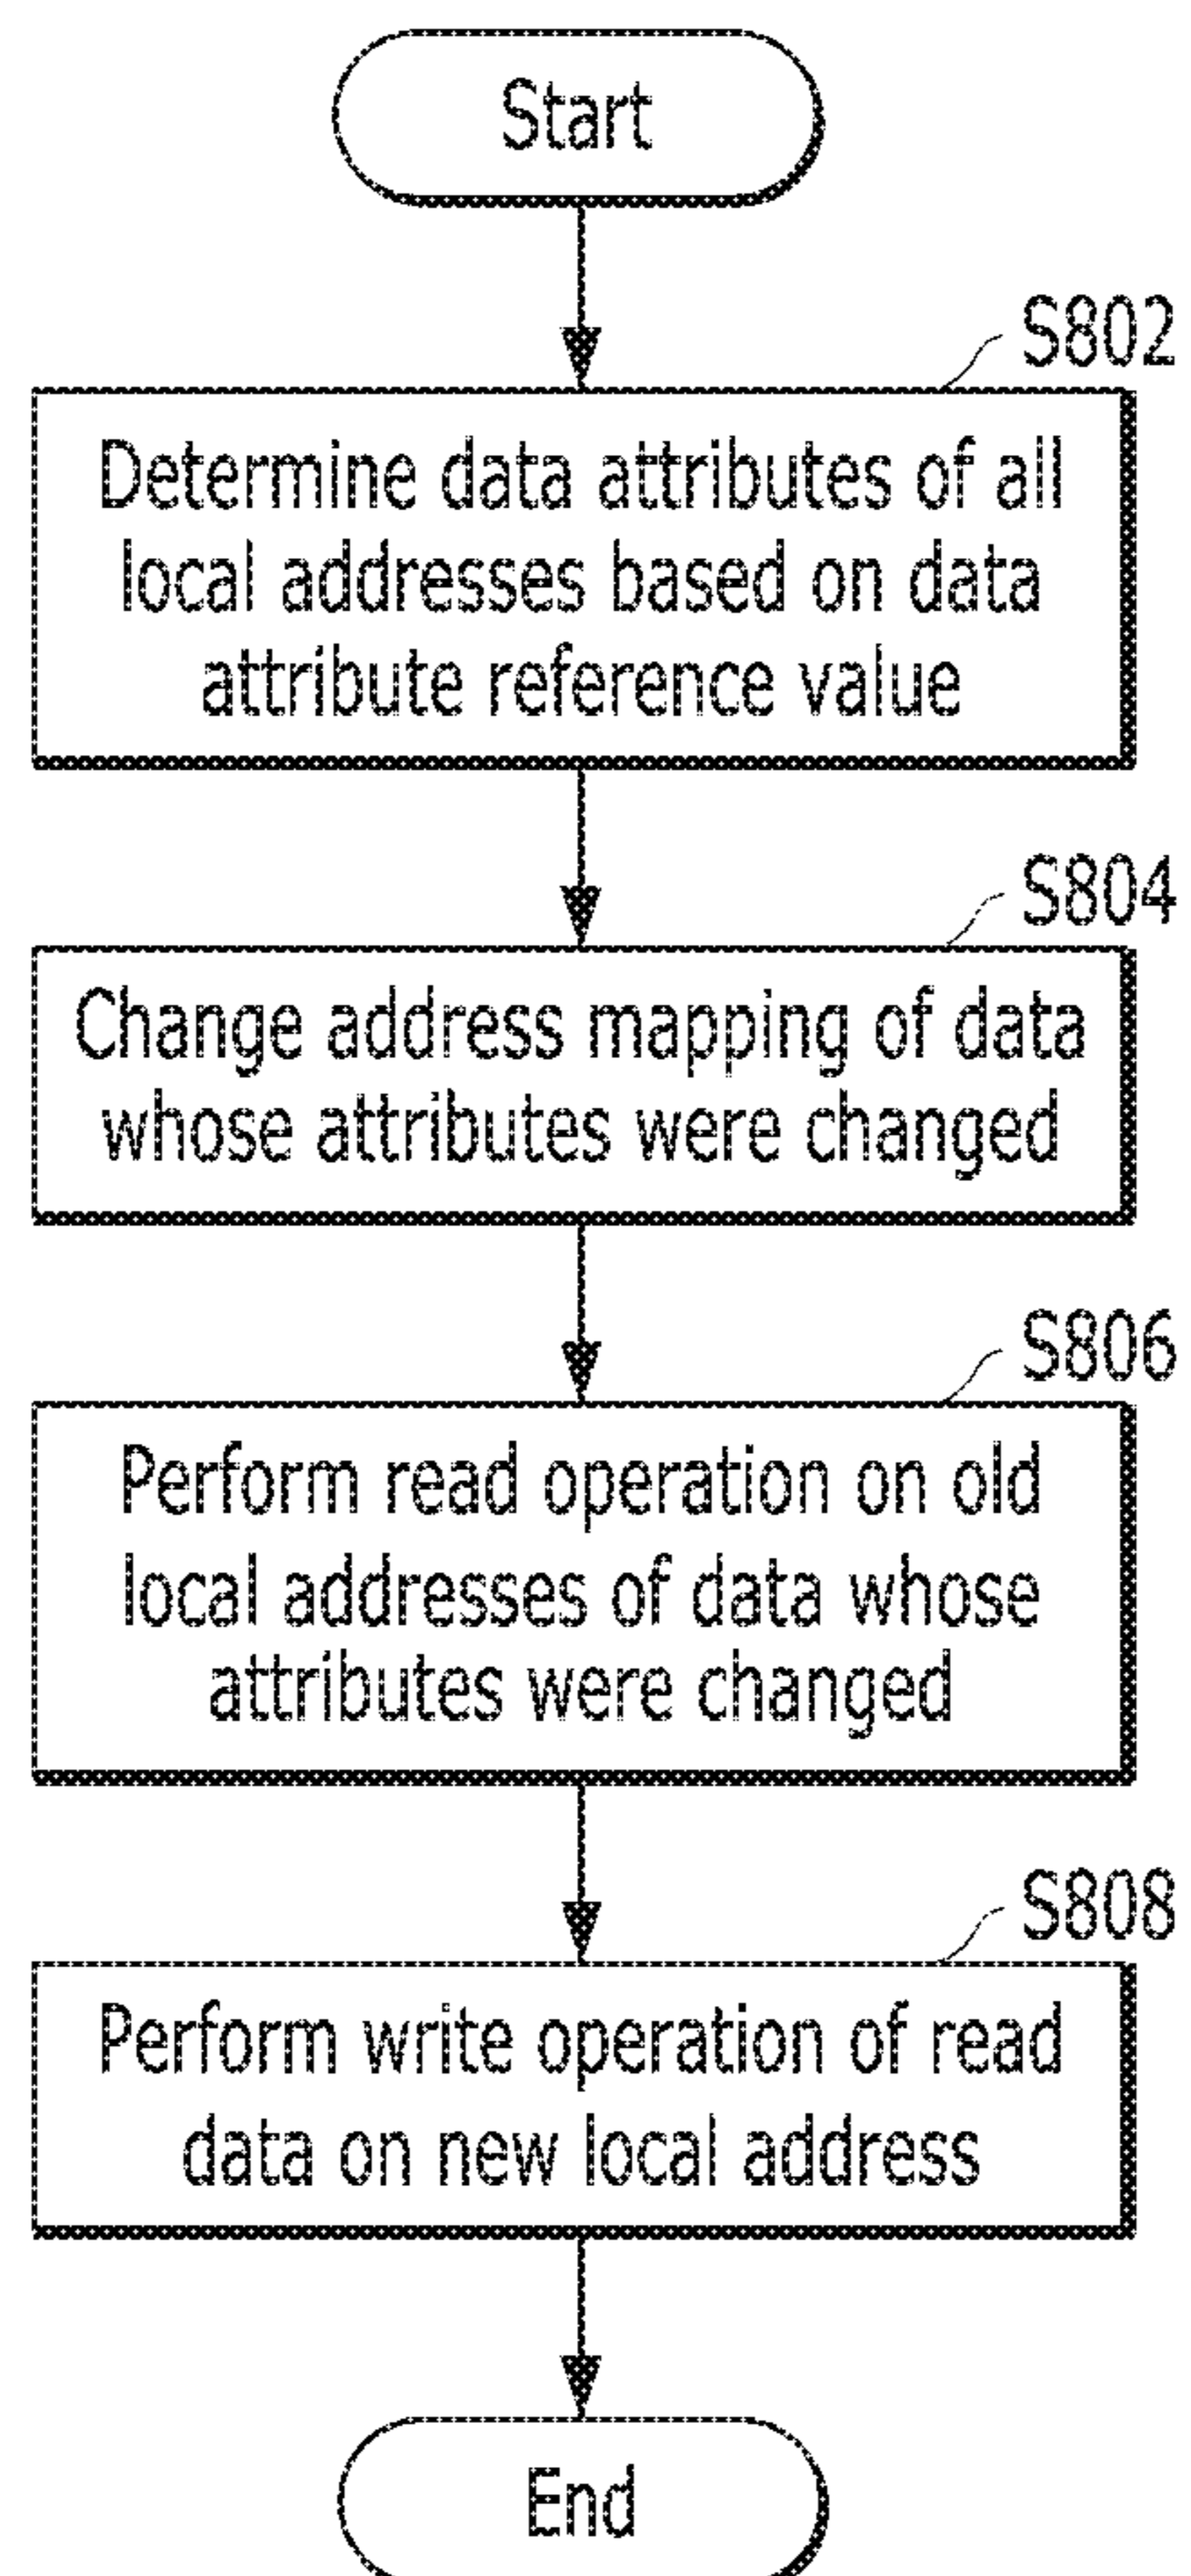 Start
S802
Determine data attributes of all
local addresses based on data
attribute reference value
S804
Change address mapping of data
whose attributes were changed
S806
Perform read operation on old
local addresses of data whose
attributes were changed
S808
Perform write operation of read
data on new local address
End